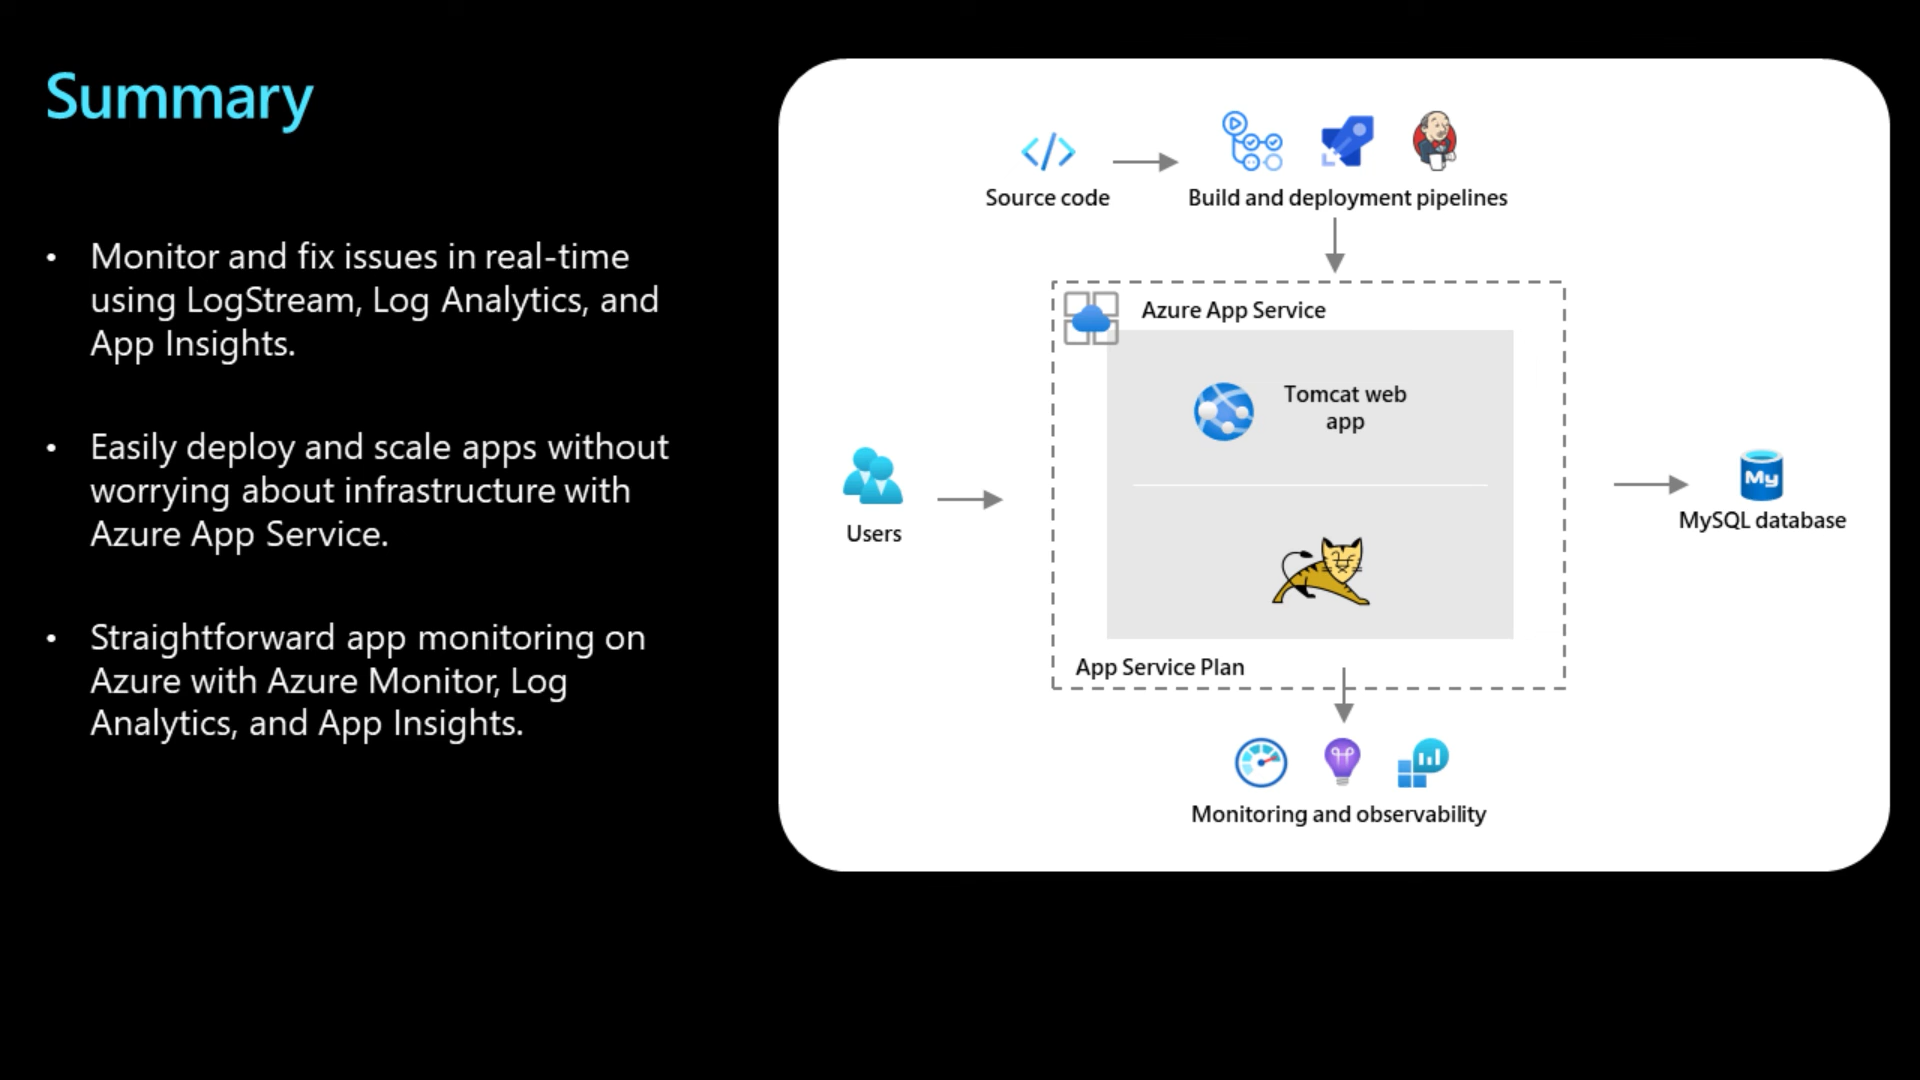 Summary
• Monitor and fix issues in real-time
using LogStream, Log Analytics, and
App Insights.
• Easily deploy and scale apps without
worrying about infrastructure with
Azure App Service.
• Straightforward app monitoring on
Azure with Azure Monitor, Log
Analytics, and App Insights.
Source code
Build and deployment pipelines
Azure App Service
Tomcat web
app
Users
My
MySQL database
App Service Plan
Monitoring and observability